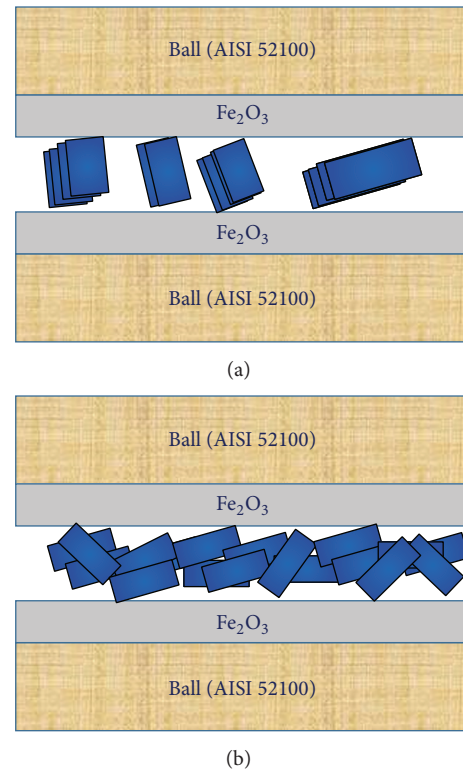 Ball (AISI 52100)
Fe₂O₃
Fe₂O₃
Ball (AISI 52100)
(a)
Ball (AISI 52100)
Fe₂O₃
Fe₂O₃
Ball (AISI 52100)
(b)